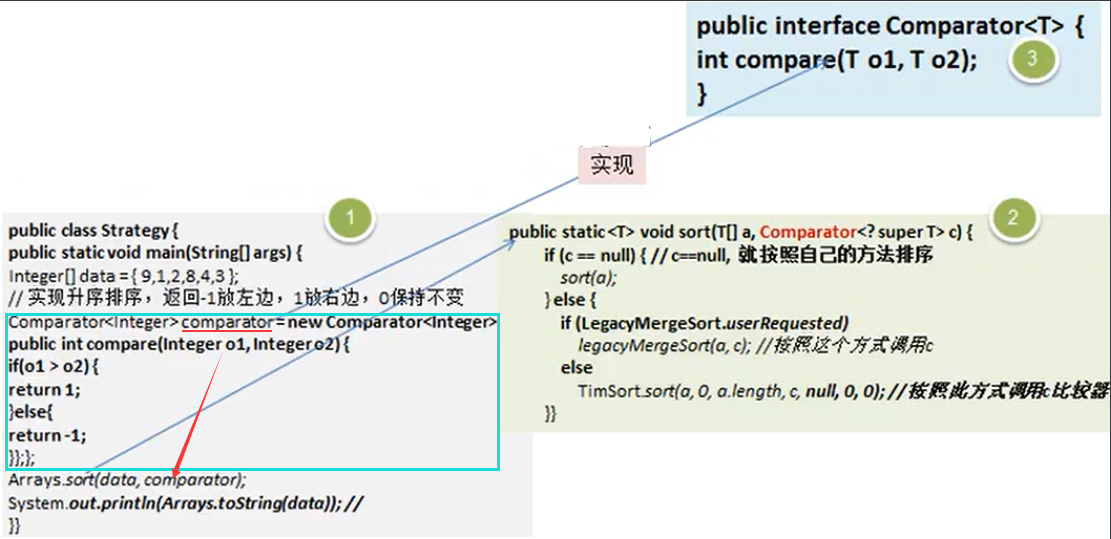 public interface Comparator<T> {
int compare(T o1, T o2);
}
3
实现
1
public class Strategy {
public static void main(String[] args) {
Integer[] data = { 9,1,2,8,4,3 };
// 实现升序排序，返回-1放左边，1放右边，0保持不变
Comparator<Integer> comparator = new Comparator<Integer>
public int compare(Integer o1, Integer o2) {
if(o1 > o2) {
return 1;
}else{
return -1;
}};};
Arrays.sort(data, comparator);
System.out.println(Arrays.toString(data)); //
}}
2
public static <T> void sort(T[] a, Comparator<? super T> c) {
if (c == null) { // c==null, 就按照自己的方法排序
sort(a);
} else {
if (LegacyMergeSort.userRequested)
legacyMergeSort(a, c); //按照这个方式调用c
else
TimSort.sort(a, 0, a.length, c, null, 0, 0); //按照此方式调用c比较器
}}